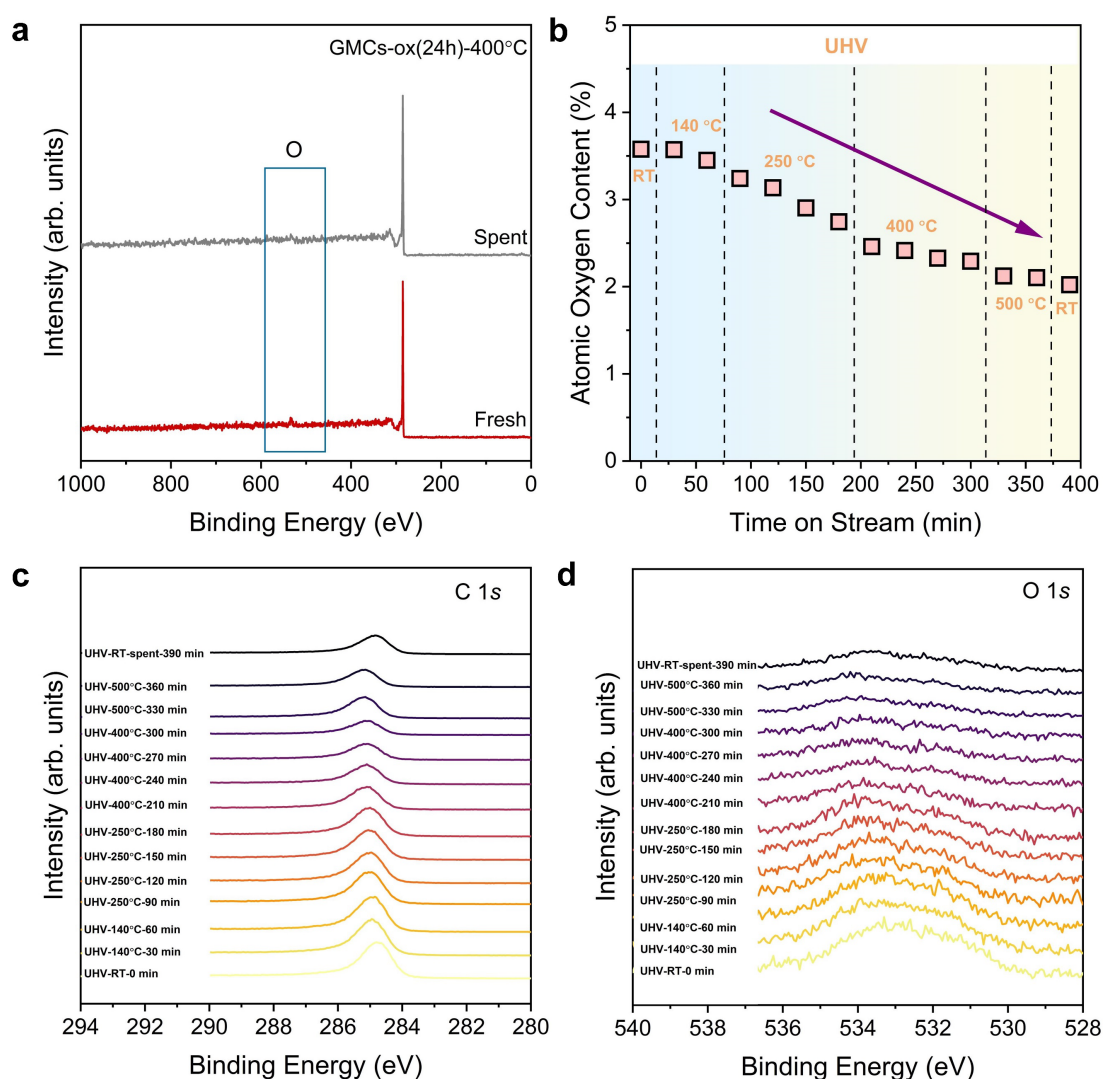 a
GMCs-ox(24h)-400°C
O
Spent
Fresh
Intensity (arb. units)
1000 800 600 400 200 0
Binding Energy (eV)
b
UHV
140 °C
RT
250 °C
400 °C
500 °C
RT
Atomic Oxygen Content (%)
5
4
3
2
1
0
0 50 100 150 200 250 300 350 400
Time on Stream (min)
c
C 1s
UHV-RT-spent-390 min
UHV-500°C-360 min
UHV-500°C-330 min
UHV-400°C-300 min
UHV-400°C-270 min
UHV-400°C-240 min
UHV-400°C-210 min
UHV-250°C-180 min
UHV-250°C-150 min
UHV-250°C-120 min
UHV-250°C-90 min
UHV-140°C-60 min
UHV-140°C-30 min
UHV-RT-0 min
Intensity (arb. units)
294 292 290 288 286 284 282 280
Binding Energy (eV)
d
O 1s
UHV-RT-spent-390 min
UHV-500°C-360 min
UHV-500°C-330 min
UHV-400°C-300 min
UHV-400°C-270 min
UHV-400°C-240 min
UHV-400°C-210 min
UHV-250°C-180 min
UHV-250°C-150 min
UHV-250°C-120 min
UHV-250°C-90 min
UHV-140°C-60 min
UHV-140°C-30 min
UHV-RT-0 min
Intensity (arb. units)
540 538 536 534 532 530 528
Binding Energy (eV)